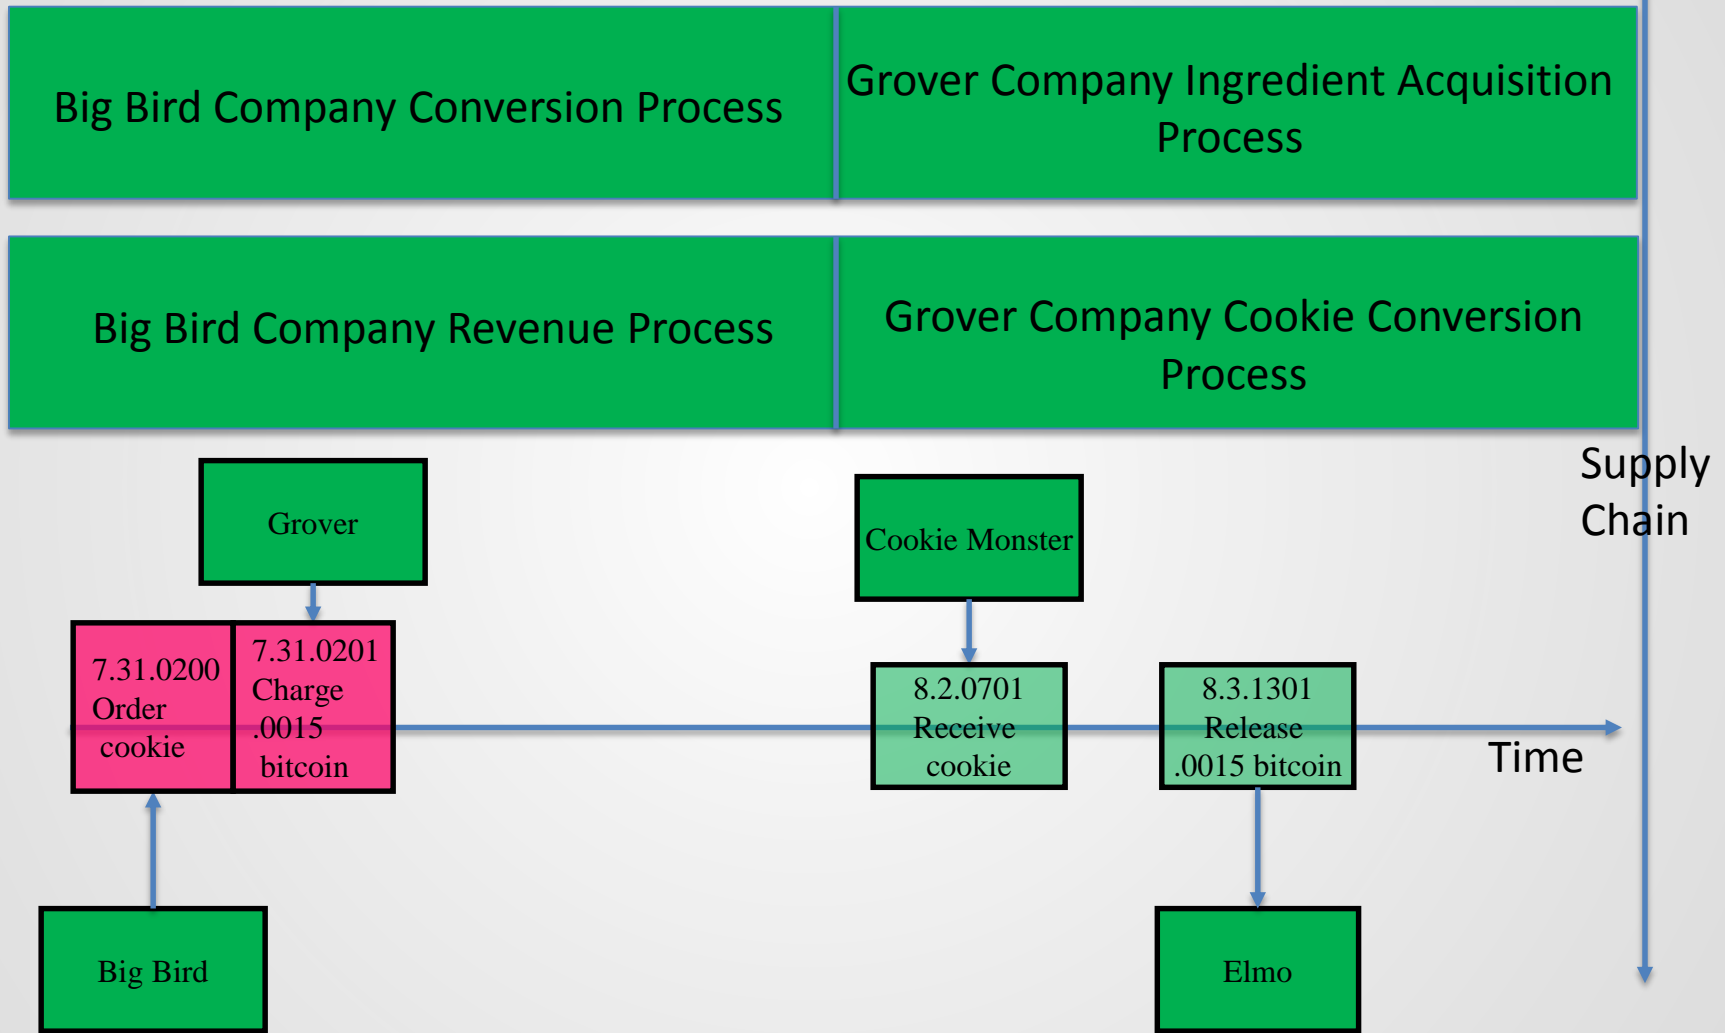 Big Bird Company Conversion Process
Grover Company Ingredient Acquisition
Process
Big Bird Company Revenue Process
Grover Company Cookie Conversion
Process
Supply
Chain
Grover
Cookie Monster
7.31.0200
Order
cookie
7.31.0201
Charge
.0015
bitcoin
8.2.0701
Receive
cookie
8.3.1301
Release
.0015 bitcoin
Time
Big Bird
Elmo